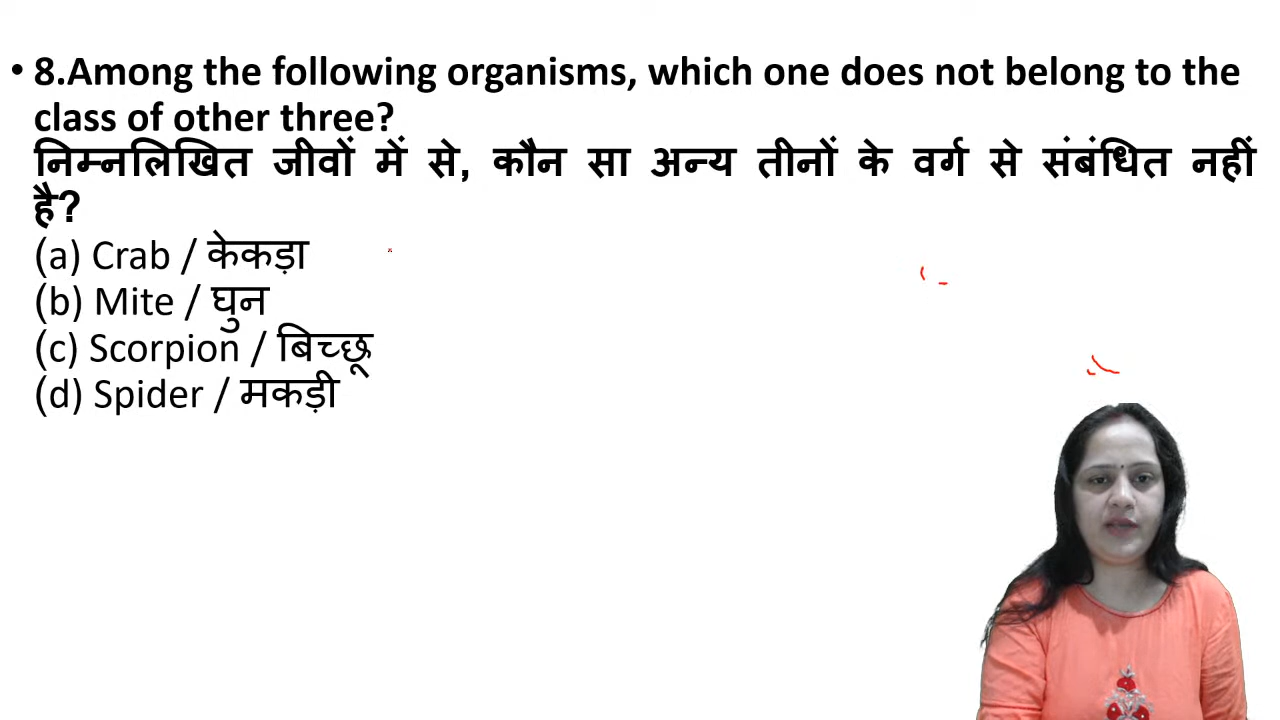 • 8.Among the following organisms, which one does not belong to the
class of other three?
निम्नलिखित जीवों में से, कौन सा अन्य तीनों के वर्ग से संबंधित नहीं
है?
(a) Crab / केकड़ा
(b) Mite / घुन
(c) Scorpion / बिच्छू
(d) Spider / मकड़ी